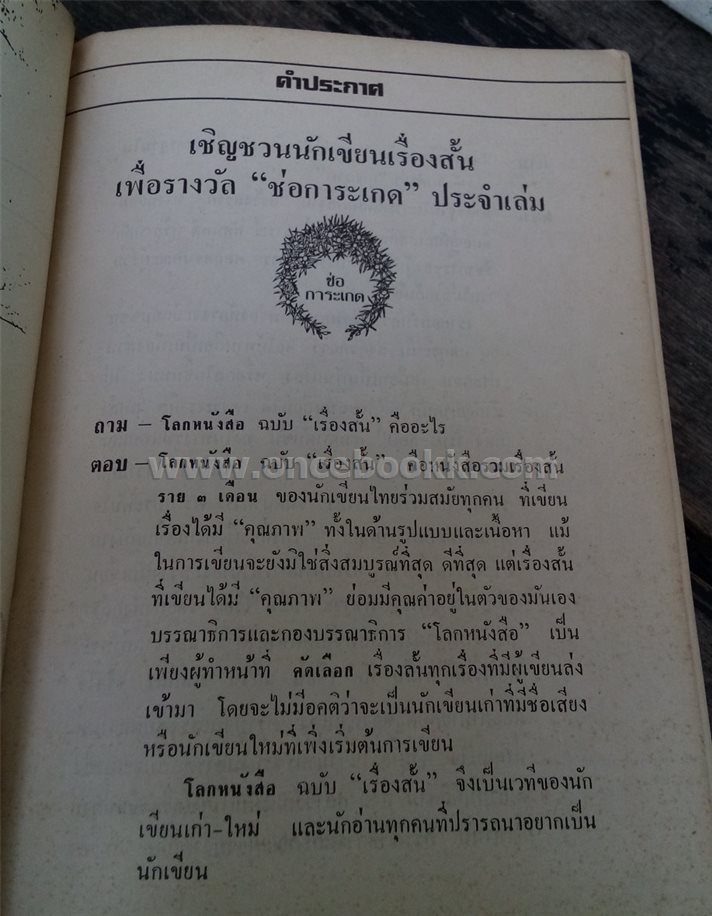 คำประกาศ
เชิญชวนนักเขียนเรื่องสั้น
เพื่อรางวัล “ช่อการะเกด” ประจำเล่ม
ช่อ
การะเกด
ถาม – โลกหนังสือ ฉบับ “เรื่องสั้น” คืออะไร
ตอบ – โลกหนังสือ ฉบับ “เรื่องสั้น” คือหนังสือรวมเรื่องสั้น
www.oncebookic.com
ราย ๓ เดือน ของนักเขียนไทยร่วมสมัยทุกคน ที่เขียน
เรื่องได้มี “คุณภาพ” ทั้งในด้านรูปแบบและเนื้อหา แม้
ในการเขียนจะยังมิใช่สิ่งสมบูรณ์ที่สุด ดีที่สุด แต่เรื่องสั้น
ที่เขียนได้มี “คุณภาพ” ย่อมมีคุณค่าอยู่ในตัวของมันเอง
บรรณาธิการและกองบรรณาธิการ “โลกหนังสือ” เป็น
เพียงผู้ทำหน้าที่ คัดเลือก เรื่องสั้นทุกเรื่องที่มีผู้เขียนส่ง
เข้ามา โดยจะไม่มีอคติว่าจะเป็นนักเขียนเก่าที่มีชื่อเสียง
หรือนักเขียนใหม่ที่เพิ่งเริ่มต้นการเขียน
โลกหนังสือ ฉบับ “เรื่องสั้น” จึงเป็นเวทีของนัก
เขียนเก่า-ใหม่ และนักอ่านทุกคนที่ปรารถนาอยากเป็น
นักเขียน